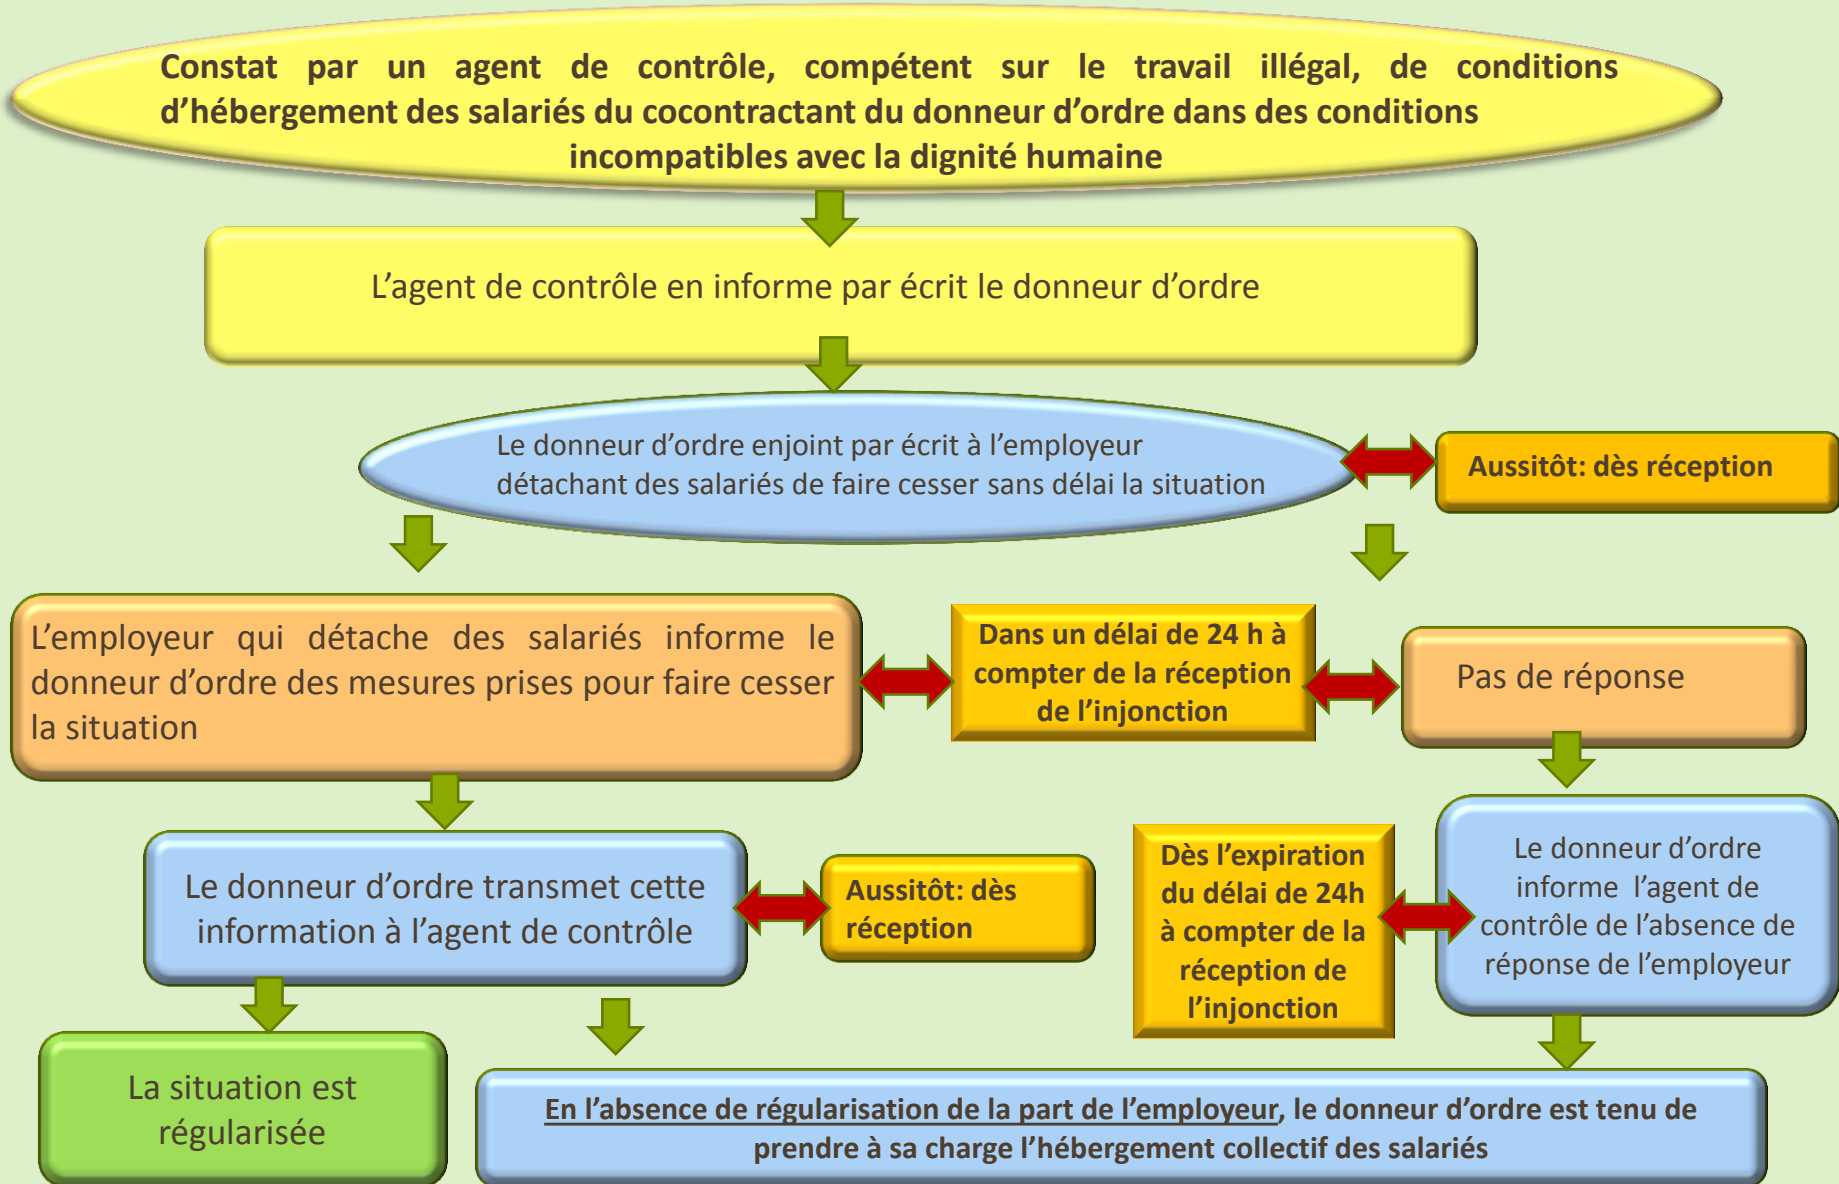 Constat par un agent de contrôle, compétent sur le travail illégal, de conditions
d’hébergement des salariés du cocontractant du donneur d’ordre dans des conditions
incompatibles avec la dignité humaine
L’agent de contrôle en informe par écrit le donneur d’ordre
Le donneur d’ordre enjoint par écrit à l’employeur
détachant des salariés de faire cesser sans délai la situation
Aussitôt: dès réception
L’employeur qui détache des salariés informe le
donneur d’ordre des mesures prises pour faire cesser
la situation
Dans un délai de 24 h à
compter de la réception
de l’injonction
Pas de réponse
Le donneur d’ordre transmet cette
information à l’agent de contrôle
Aussitôt: dès
réception
Dès l’expiration
du délai de 24h
à compter de la
réception de
l’injonction
Le donneur d’ordre
informe l’agent de
contrôle de l’absence de
réponse de l’employeur
La situation est
régularisée
En l’absence de régularisation de la part de l’employeur, le donneur d’ordre est tenu de
prendre à sa charge l’hébergement collectif des salariés